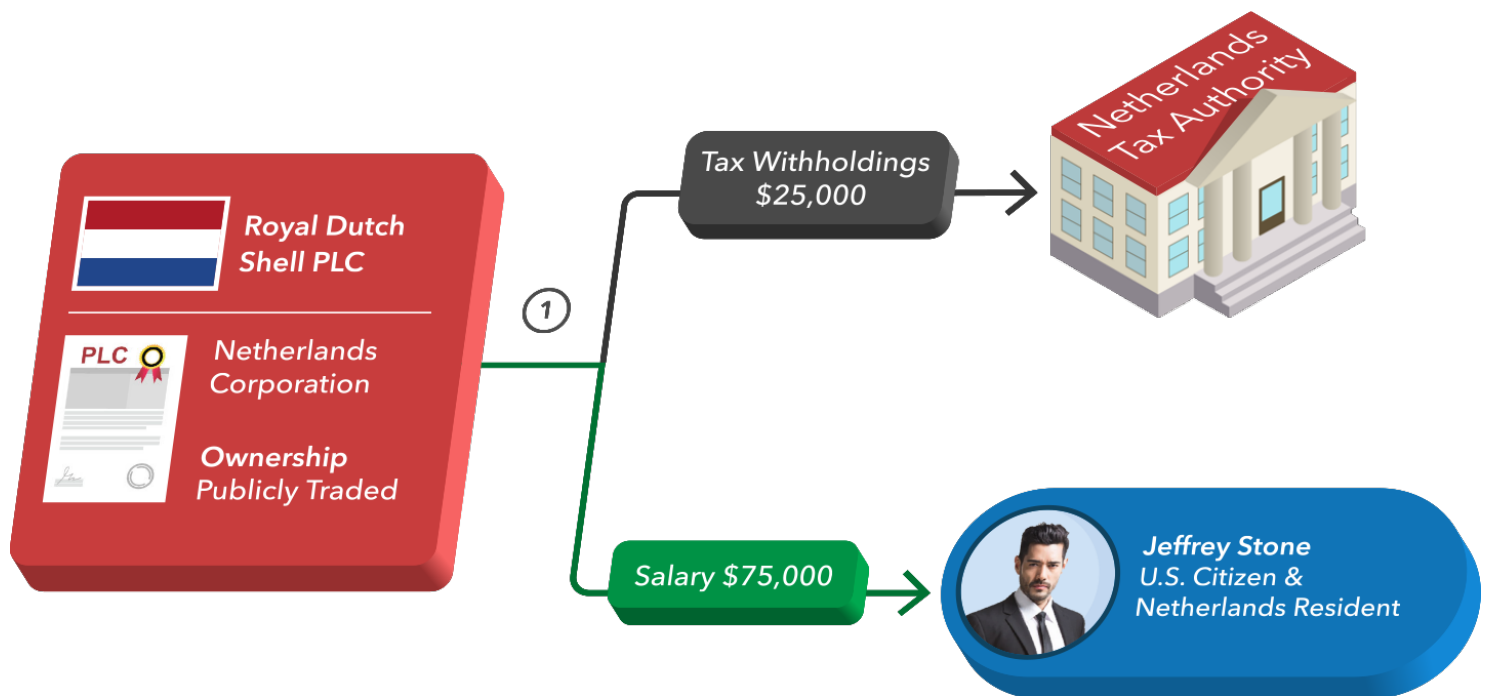 Royal Dutch
Shell PLC
PLC
Netherlands
Corporation
Ownership
Publicly Traded
1
Tax Withholdings
$25,000
Netherlands
Tax Authority
Salary $75,000
Jeffrey Stone
U.S. Citizen &
Netherlands Resident